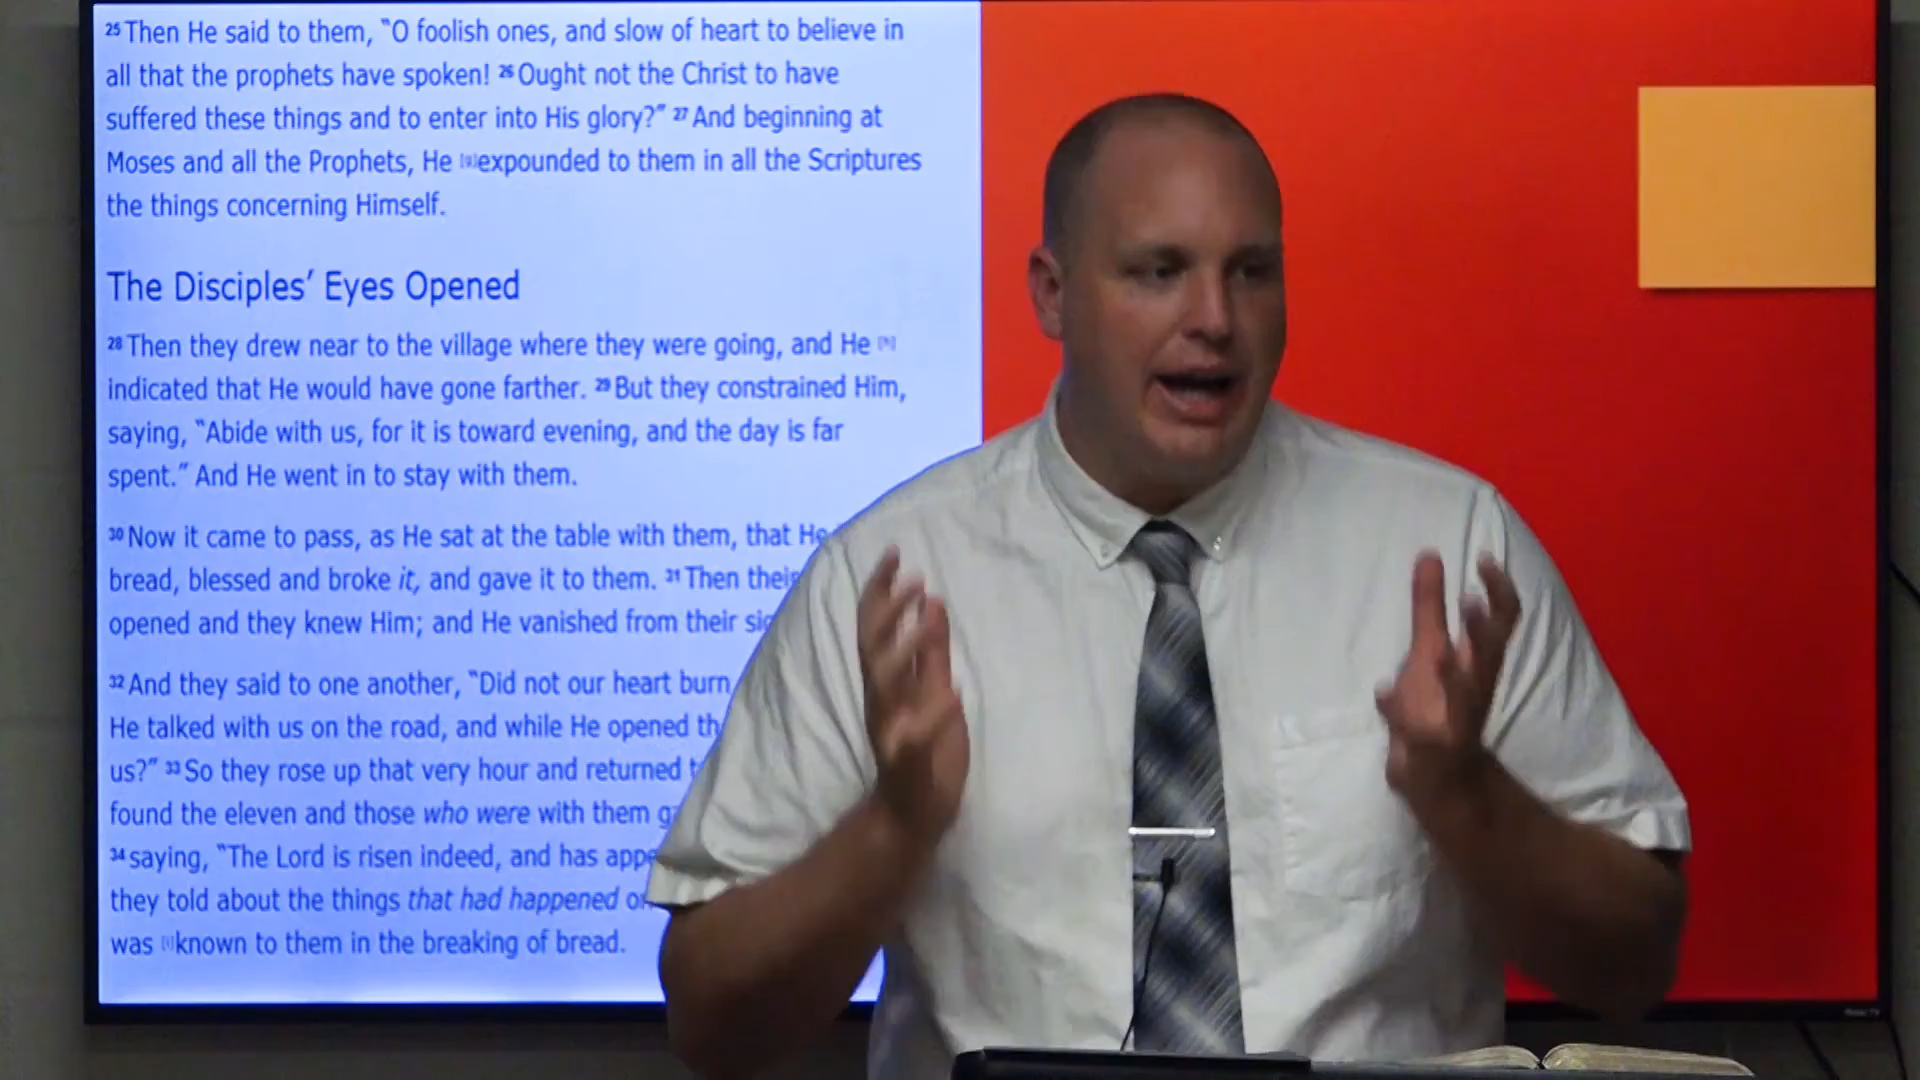 25 Then He said to them, "O foolish ones, and slow of heart to believe in
all that the prophets have spoken! 26 Ought not the Christ to have
suffered these things and to enter into His glory?" 27 And beginning at
Moses and all the Prophets, He expounded to them in all the Scriptures
the things concerning Himself.
The Disciples' Eyes Opened
28 Then they drew near to the village where they were going, and He [h]
indicated that He would have gone farther. 29 But they constrained Him,
saying, "Abide with us, for it is toward evening, and the day is far
spent." And He went in to stay with them.
30 Now it came to pass, as He sat at the table with them, that He
bread, blessed and broke it, and gave it to them. 31 Then their
opened and they knew Him; and He vanished from their
32 And they said to one another, "Did not our heart burn
He talked with us on the road, and while He opened
us?" 33 So they rose up that very hour and returned
found the eleven and those who were with them
34 saying, "The Lord is risen indeed, and has
they told about the things that had happened
was [i] known to them in the breaking of bread.